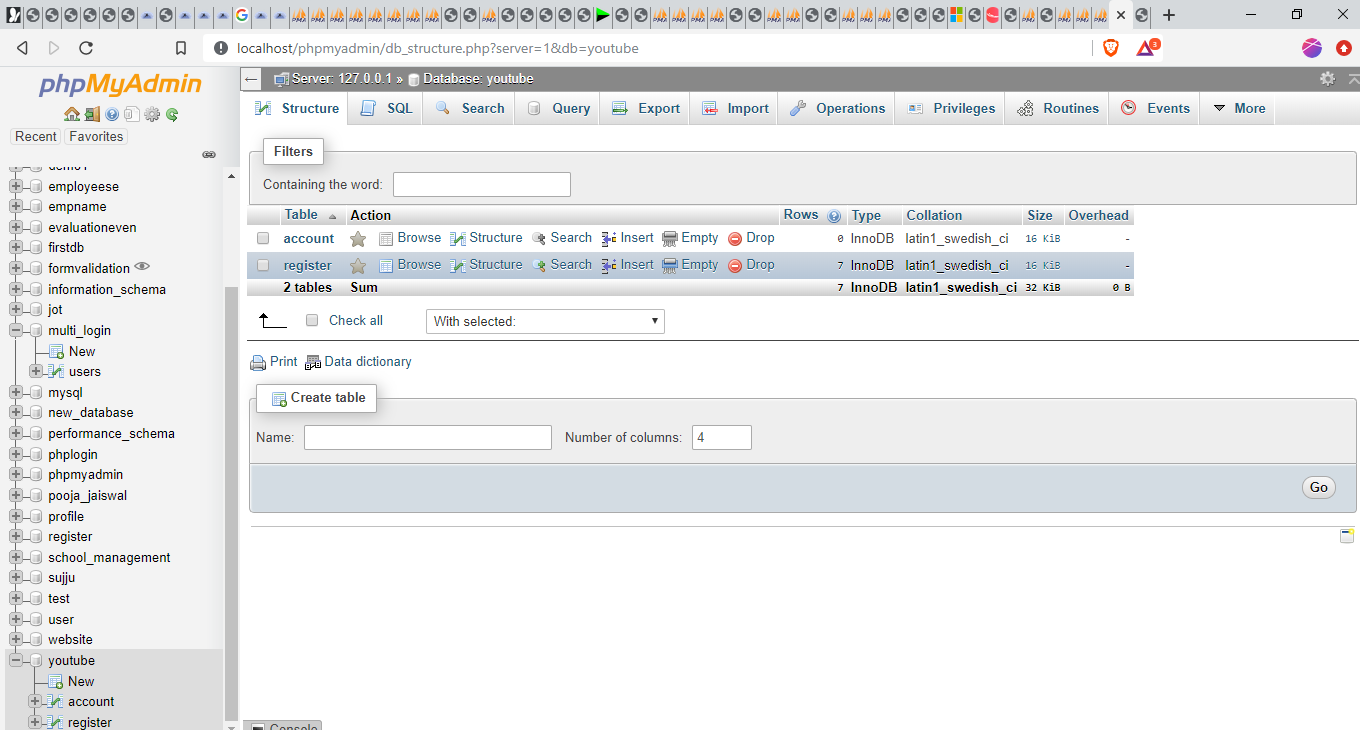 localhost/phpmyadmin/db_structure.php?server=1&db=youtube
3
phpMyAdmin
Recent Favorites
employeese
empname
evaluationeven
firstdb
formvalidation
information_schema
jot
multi_login
New
users
mysql
new_database
performance_schema
phplogin
phpmyadmin
pooja_jaiswal
profile
register
school_management
sujju
test
user
website
youtube
New
account
register
Server: 127.0.0.1 » Database: youtube
Structure SQL Search Query Export Import Operations Privileges Routines Events More
Filters
Containing the word:
Table Action Rows Type Collation Size Overhead
account Browse Structure Search Insert Empty Drop 0 InnoDB latin1_swedish_ci 16 KiB -
register Browse Structure Search Insert Empty Drop 7 InnoDB latin1_swedish_ci 16 KiB -
2 tables Sum 7 InnoDB latin1_swedish_ci 32 KiB 0 B
Check all With selected:
Print Data dictionary
Create table
Name: Number of columns: 4
Go
Console